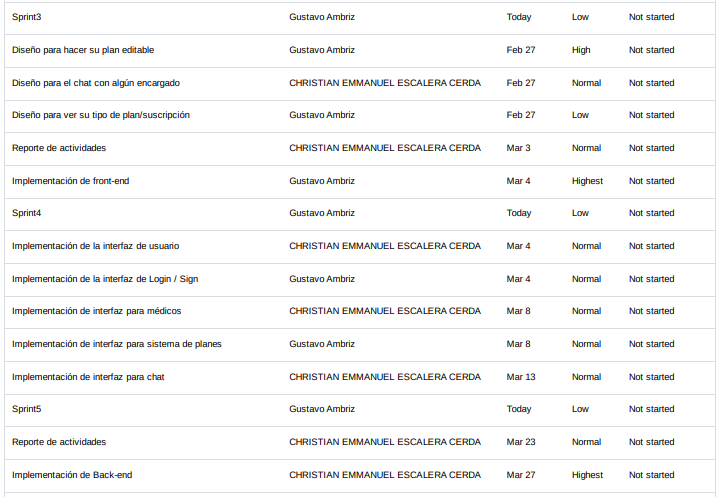 Sprint3 Gustavo Ambriz Today Low Not started
Diseño para hacer su plan editable Gustavo Ambriz Feb 27 High Not started
Diseño para el chat con algún encargado CHRISTIAN EMMANUEL ESCALERA CERDA Feb 27 Normal Not started
Diseño para ver su tipo de plan/suscripción Gustavo Ambriz Feb 27 Low Not started
Reporte de actividades CHRISTIAN EMMANUEL ESCALERA CERDA Mar 3 Normal Not started
Implementación de front-end Gustavo Ambriz Mar 4 Highest Not started
Sprint4 Gustavo Ambriz Today Low Not started
Implementación de la interfaz de usuario CHRISTIAN EMMANUEL ESCALERA CERDA Mar 4 Normal Not started
Implementación de la interfaz de Login / Sign Gustavo Ambriz Mar 4 Normal Not started
Implementación de interfaz para médicos CHRISTIAN EMMANUEL ESCALERA CERDA Mar 8 Normal Not started
Implementación de interfaz para sistema de planes Gustavo Ambriz Mar 8 Normal Not started
Implementación de interfaz para chat CHRISTIAN EMMANUEL ESCALERA CERDA Mar 13 Normal Not started
Sprint5 Gustavo Ambriz Today Low Not started
Reporte de actividades CHRISTIAN EMMANUEL ESCALERA CERDA Mar 23 Normal Not started
Implementación de Back-end CHRISTIAN EMMANUEL ESCALERA CERDA Mar 27 Highest Not started